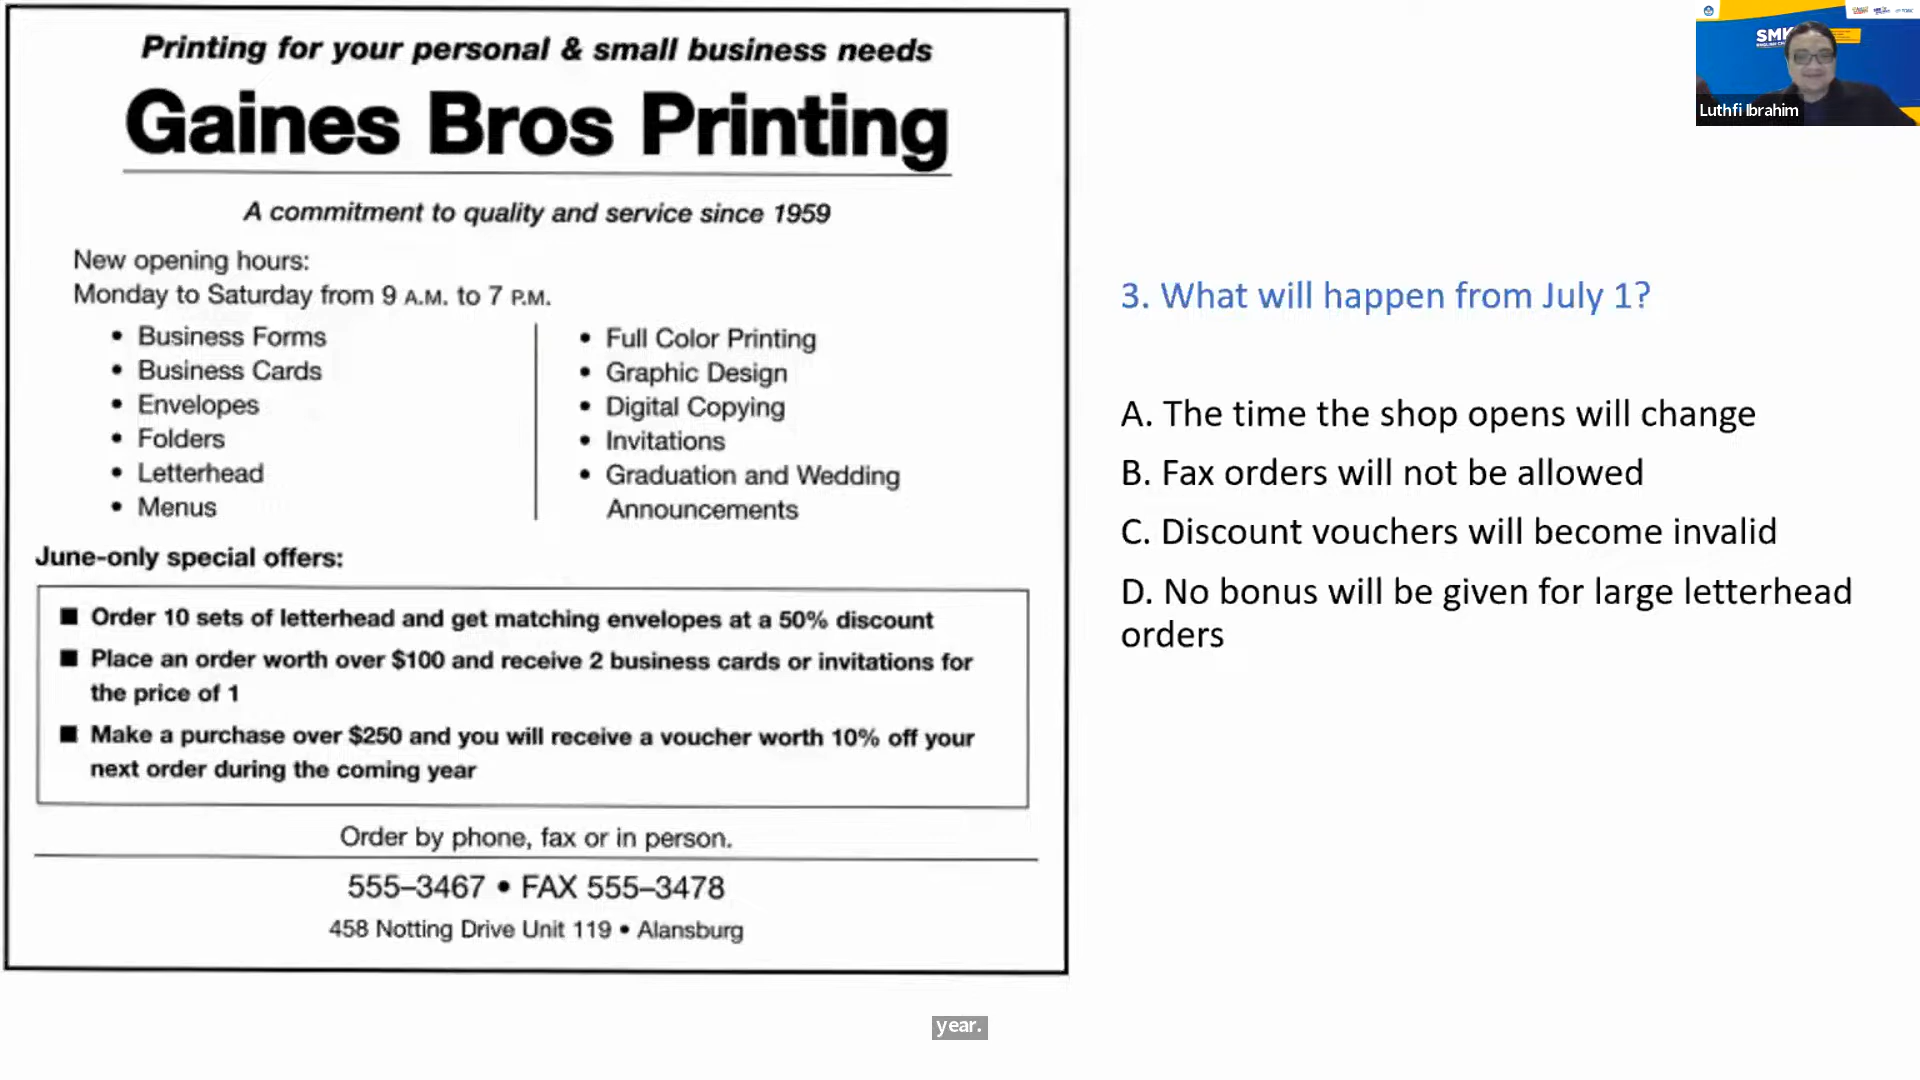 Printing for your personal & small business needs
Gaines Bros Printing
A commitment to quality and service since 1959
New opening hours:
Monday to Saturday from 9 A.M. to 7 P.M.
• Business Forms
• Business Cards
• Envelopes
• Folders
• Letterhead
• Menus
• Full Color Printing
• Graphic Design
• Digital Copying
• Invitations
• Graduation and Wedding
Announcements
June-only special offers:
■ Order 10 sets of letterhead and get matching envelopes at a 50% discount
■ Place an order worth over $100 and receive 2 business cards or invitations for
the price of 1
■ Make a purchase over $250 and you will receive a voucher worth 10% off your
next order during the coming year
Order by phone, fax or in person.
555–3467 • FAX 555–3478
458 Notting Drive Unit 119 • Alansburg
3. What will happen from July 1?
A. The time the shop opens will change
B. Fax orders will not be allowed
C. Discount vouchers will become invalid
D. No bonus will be given for large letterhead
orders
SMK
Luthfi Ibrahim
year.